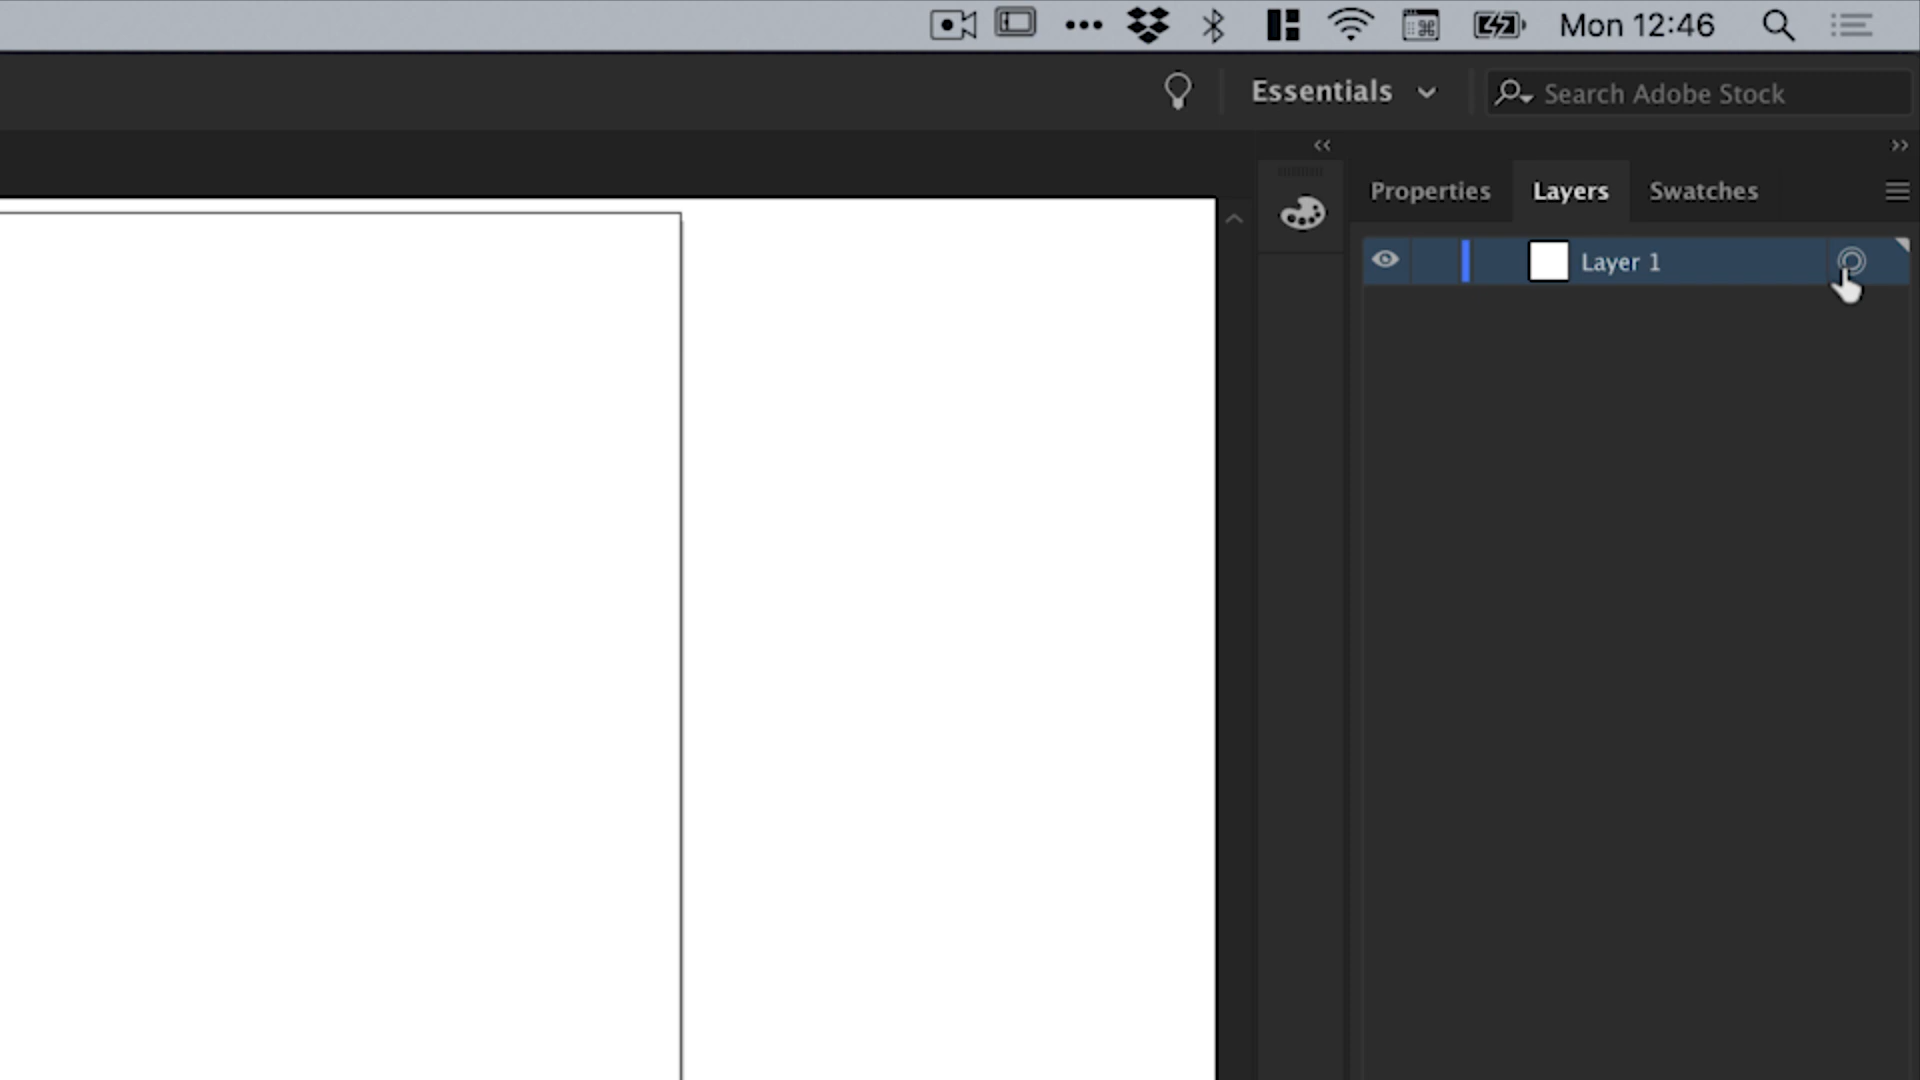 Mon 12:46
Essentials
Search Adobe Stock
Properties
Layers
Swatches
Layer 1